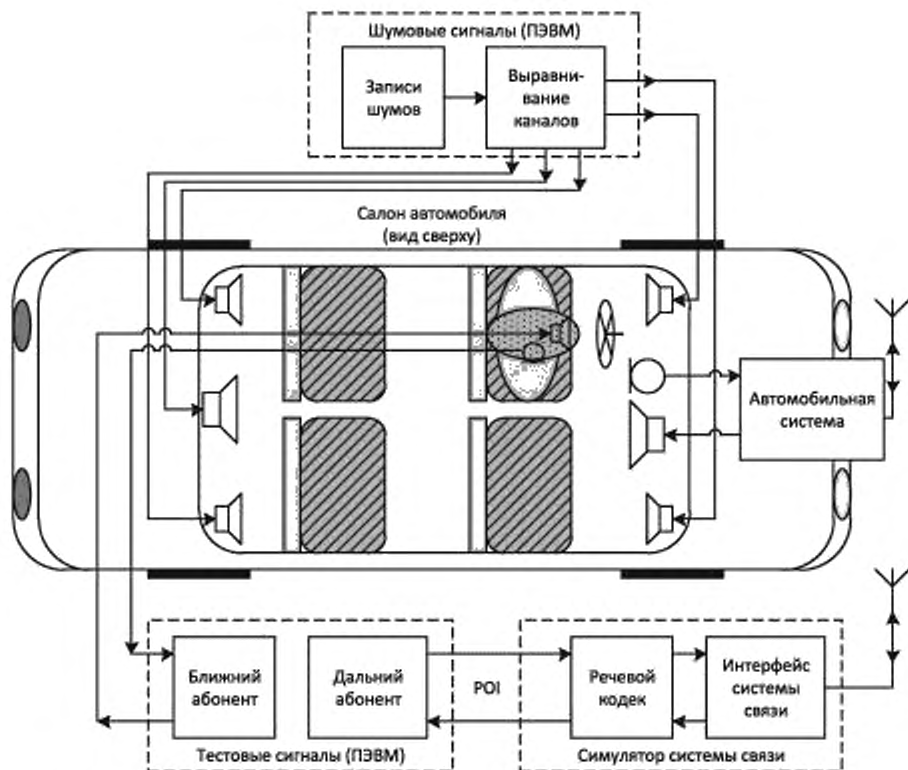 Шумовые сигналы (ПЭВМ)
Записи
шумов
Выравни-
вание
каналов
Салон автомобиля
(вид сверху)
Автомобильная
система
Ближний
абонент
Дальний
абонент
POI
Речевой
кодек
Интерфейс
системы
связи
Тестовые сигналы (ПЭВМ)
Симулятор системы связи